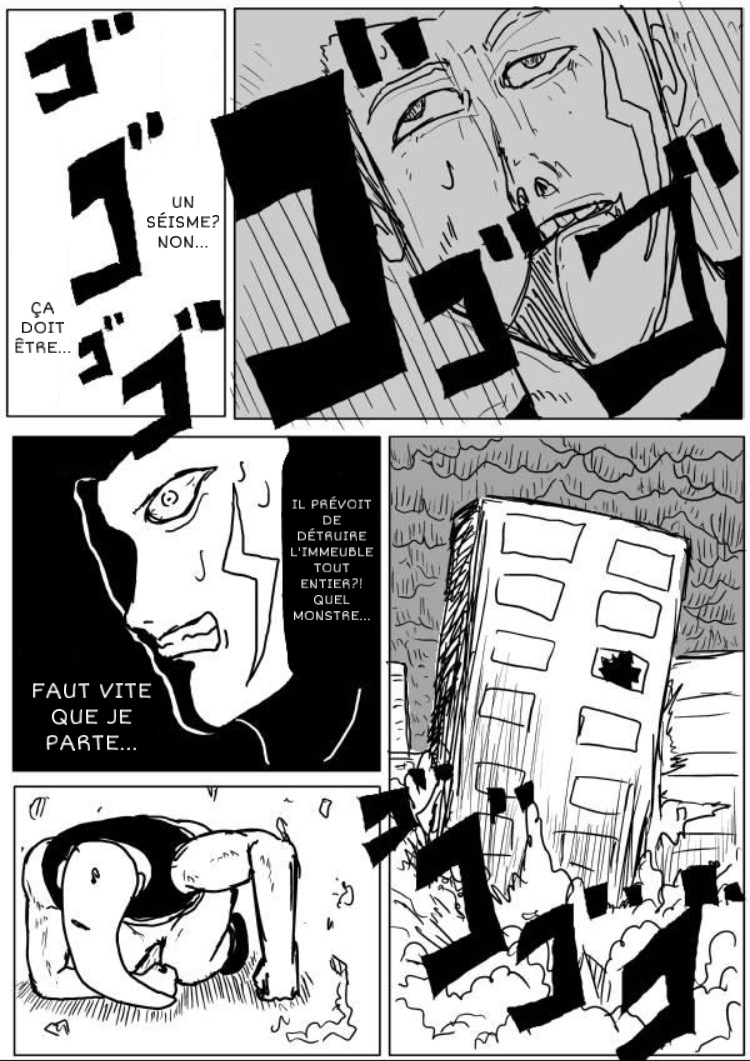 ゴ
ゴ
UN
SÉISME?
NON...
ÇA
DOIT
ÊTRE...
ゴ
ゴ
ゴ
ゴ
ゴ
IL PRÉVOIT
DE
DÉTRUIRE
L'IMMEUBLE
TOUT
ENTIER?!
QUEL
MONSTRE...
FAUT VITE
QUE JE
PARTE...
ゴ
ゴ
ゴ
ゴ